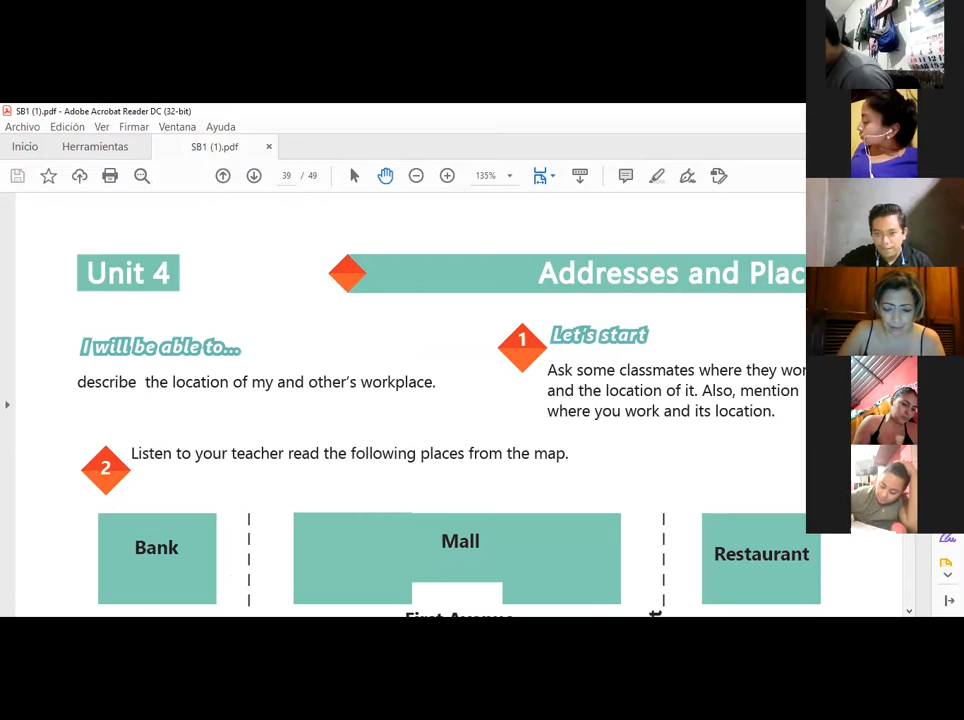 SB1 (1).pdf - Adobe Acrobat Reader DC (32-bit)
Archivo Edición Ver Firmar Ventana Ayuda
Inicio Herramientas SB1 (1).pdf ×
39 / 49 135%
Unit 4 Addresses and Plac
I will be able to...
1 Let's start
describe the location of my and other's workplace.
Ask some classmates where they wor
and the location of it. Also, mention
where you work and its location.
2 Listen to your teacher read the following places from the map.
Bank Mall Restaurant
First Avenue